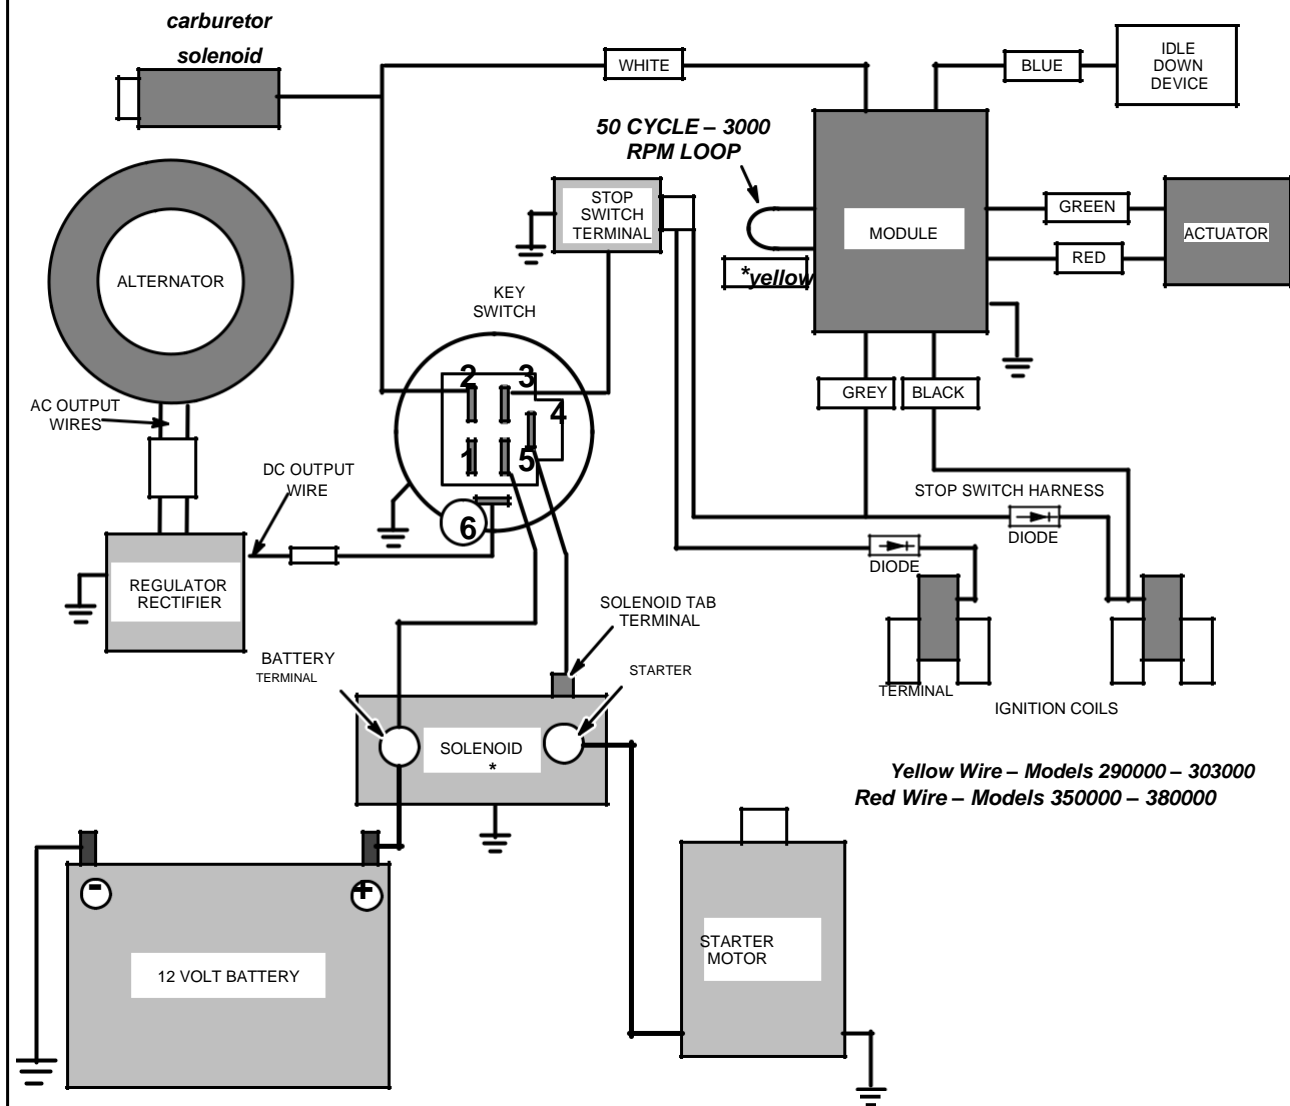 carburetor
solenoid
WHITE
BLUE
IDLE
DOWN
DEVICE
50 CYCLE – 3000
RPM LOOP
STOP
SWITCH
TERMINAL
MODULE
GREEN
RED
ACTUATOR
*yellow
ALTERNATOR
KEY
SWITCH
2 3
4
1 5
6
GREY
BLACK
AC OUTPUT
WIRES
DC OUTPUT
WIRE
STOP SWITCH HARNESS
DIODE
DIODE
REGULATOR
RECTIFIER
SOLENOID TAB
TERMINAL
BATTERY
TERMINAL
STARTER
TERMINAL
IGNITION COILS
SOLENOID
*
Yellow Wire – Models 290000 – 303000
Red Wire – Models 350000 – 380000
- +
12 VOLT BATTERY
STARTER
MOTOR